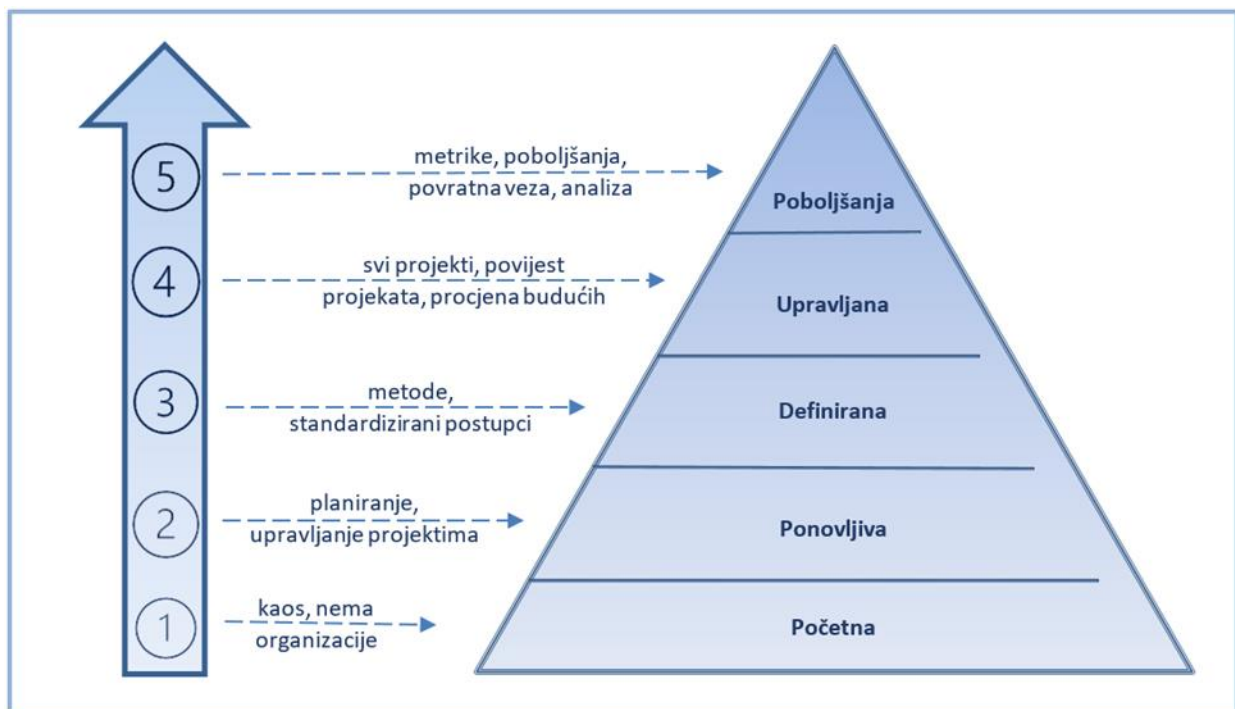 5
metrike, poboljšanja,
povratna veza, analiza
Poboljšanja
4
svi projekti, povijest
projekata, procjena budućih
Upravljana
3
metode,
standardizirani postupci
Definirana
2
planiranje,
upravljanje projektima
Ponovljiva
1
kaos, nema
organizacije
Početna